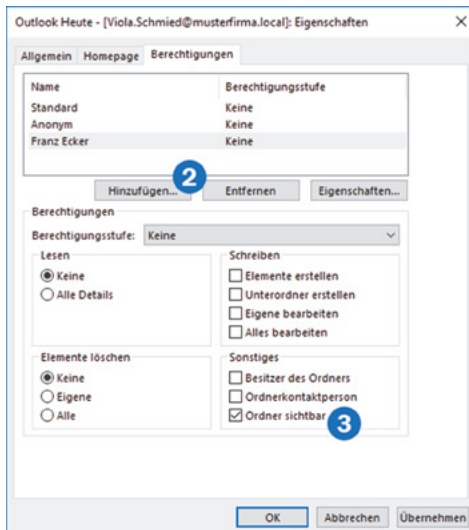 Outlook Heute - [Viola.Schmied@musterfirma.local]: Eigenschaften
Allgemein Homepage Berechtigungen
Name Berechtigungsstufe
Standard Keine
Anonym Keine
Franz Ecker Keine
2
Hinzufügen... Entfernen Eigenschaften...
Berechtigungen
Berechtigungsstufe: Keine
Lesen Schreiben
Keine Elemente erstellen
Alle Details Unterordner erstellen
Eigene bearbeiten
Alles bearbeiten
Elemente löschen Sonstiges
Keine Besitzer des Ordners
Eigene Ordnerkontaktperson
Alle Ordner sichtbar 3
OK Abbrechen Übernehmen